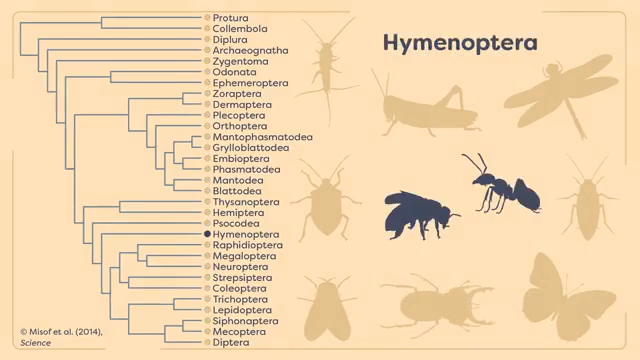 Hymenoptera
Protura
Collembola
Diplura
Archaeognatha
Zygentoma
Odonata
Ephemeroptera
Zoraptera
Dermaptera
Plecoptera
Orthoptera
Mantophasmatodea
Grylloblattodea
Embioptera
Phasmatodea
Mantodea
Blattodea
Thysanoptera
Hemiptera
Psocodea
Hymenoptera
Raphidioptera
Megaloptera
Neuroptera
Strepsiptera
Coleoptera
Trichoptera
Lepidoptera
Siphonaptera
Mecoptera
Diptera
© Misof et al. (2014),
Science